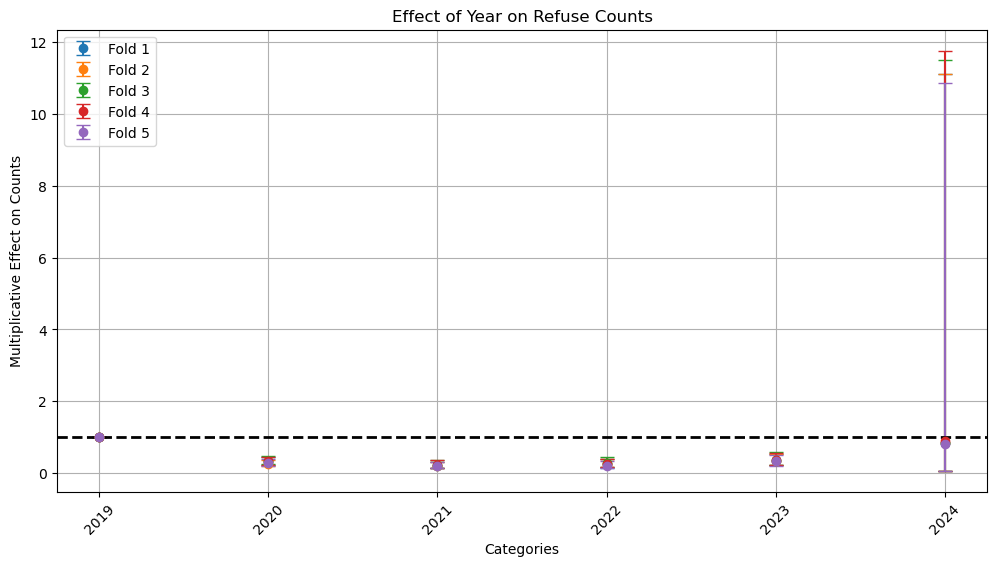 Effect of Year on Refuse Counts
Fold 1
Fold 2
Fold 3
Fold 4
Fold 5
Multiplicative Effect on Counts
12
10
8
6
4
2
0
2019
2020
2021
2022
2023
2024
Categories